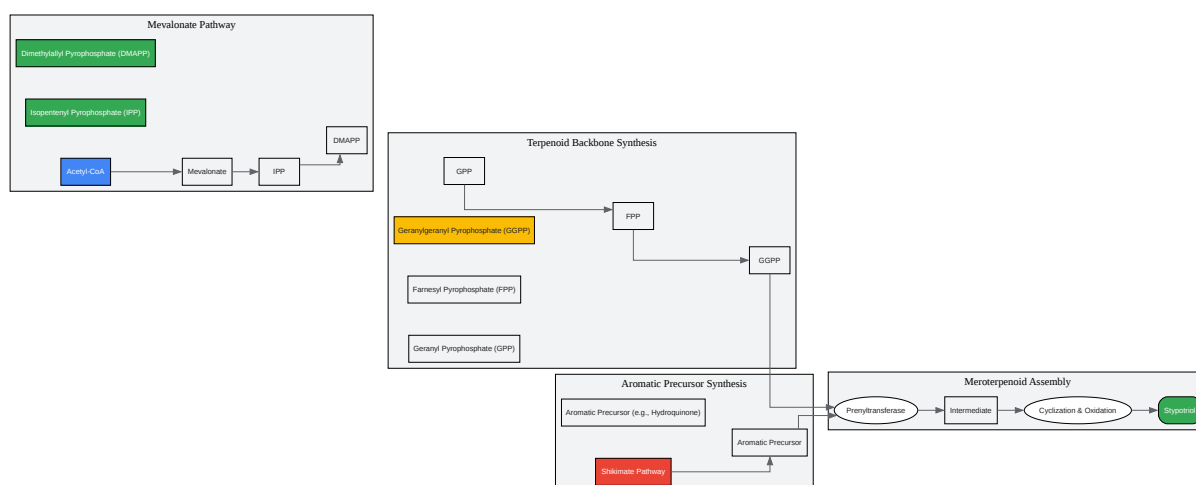 Mevalonate Pathway
Dimethylallyl Pyrophosphate (DMAPP)
Isopentenyl Pyrophosphate (IPP)
DMAPP
Acetyl-CoA
Mevalonate
IPP
Terpenoid Backbone Synthesis
GPP
FPP
Geranylgeranyl Pyrophosphate (GGPP)
GGPP
Farnesyl Pyrophosphate (FPP)
Geranyl Pyrophosphate (GPP)
Aromatic Precursor Synthesis
Aromatic Precursor (e.g., Hydroquinone)
Aromatic Precursor
Shikimate Pathway
Meroterpenoid Assembly
Prenyltransferase
Intermediate
Cyclization & Oxidation
Stypotriol